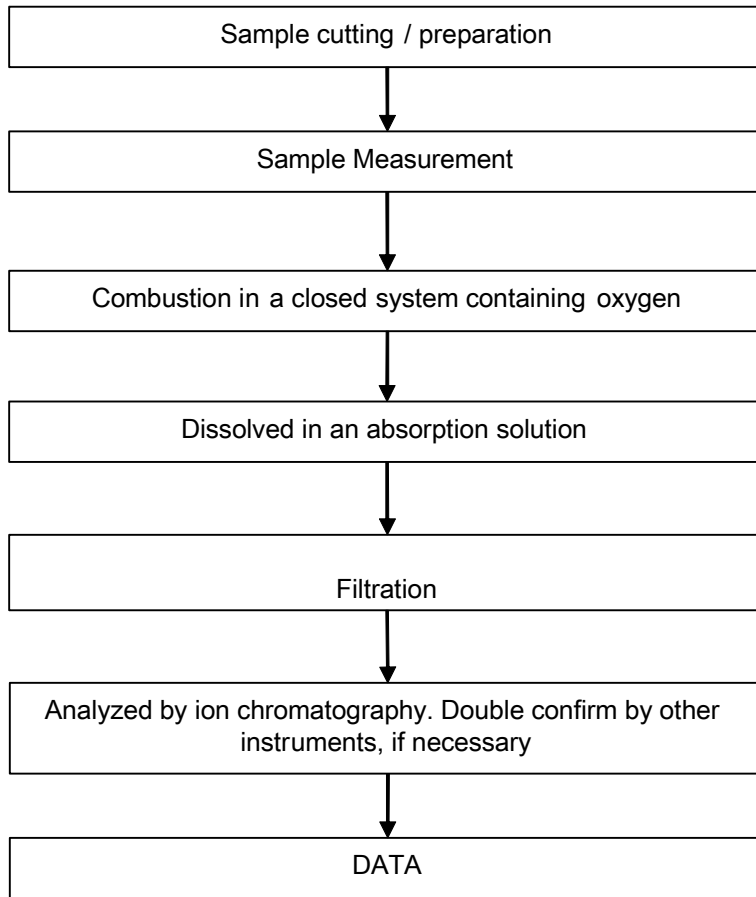 Sample cutting / preparation
Sample Measurement
Combustion in a closed system containing oxygen
Dissolved in an absorption solution
Filtration
Analyzed by ion chromatography. Double confirm by other
instruments, if necessary
DATA